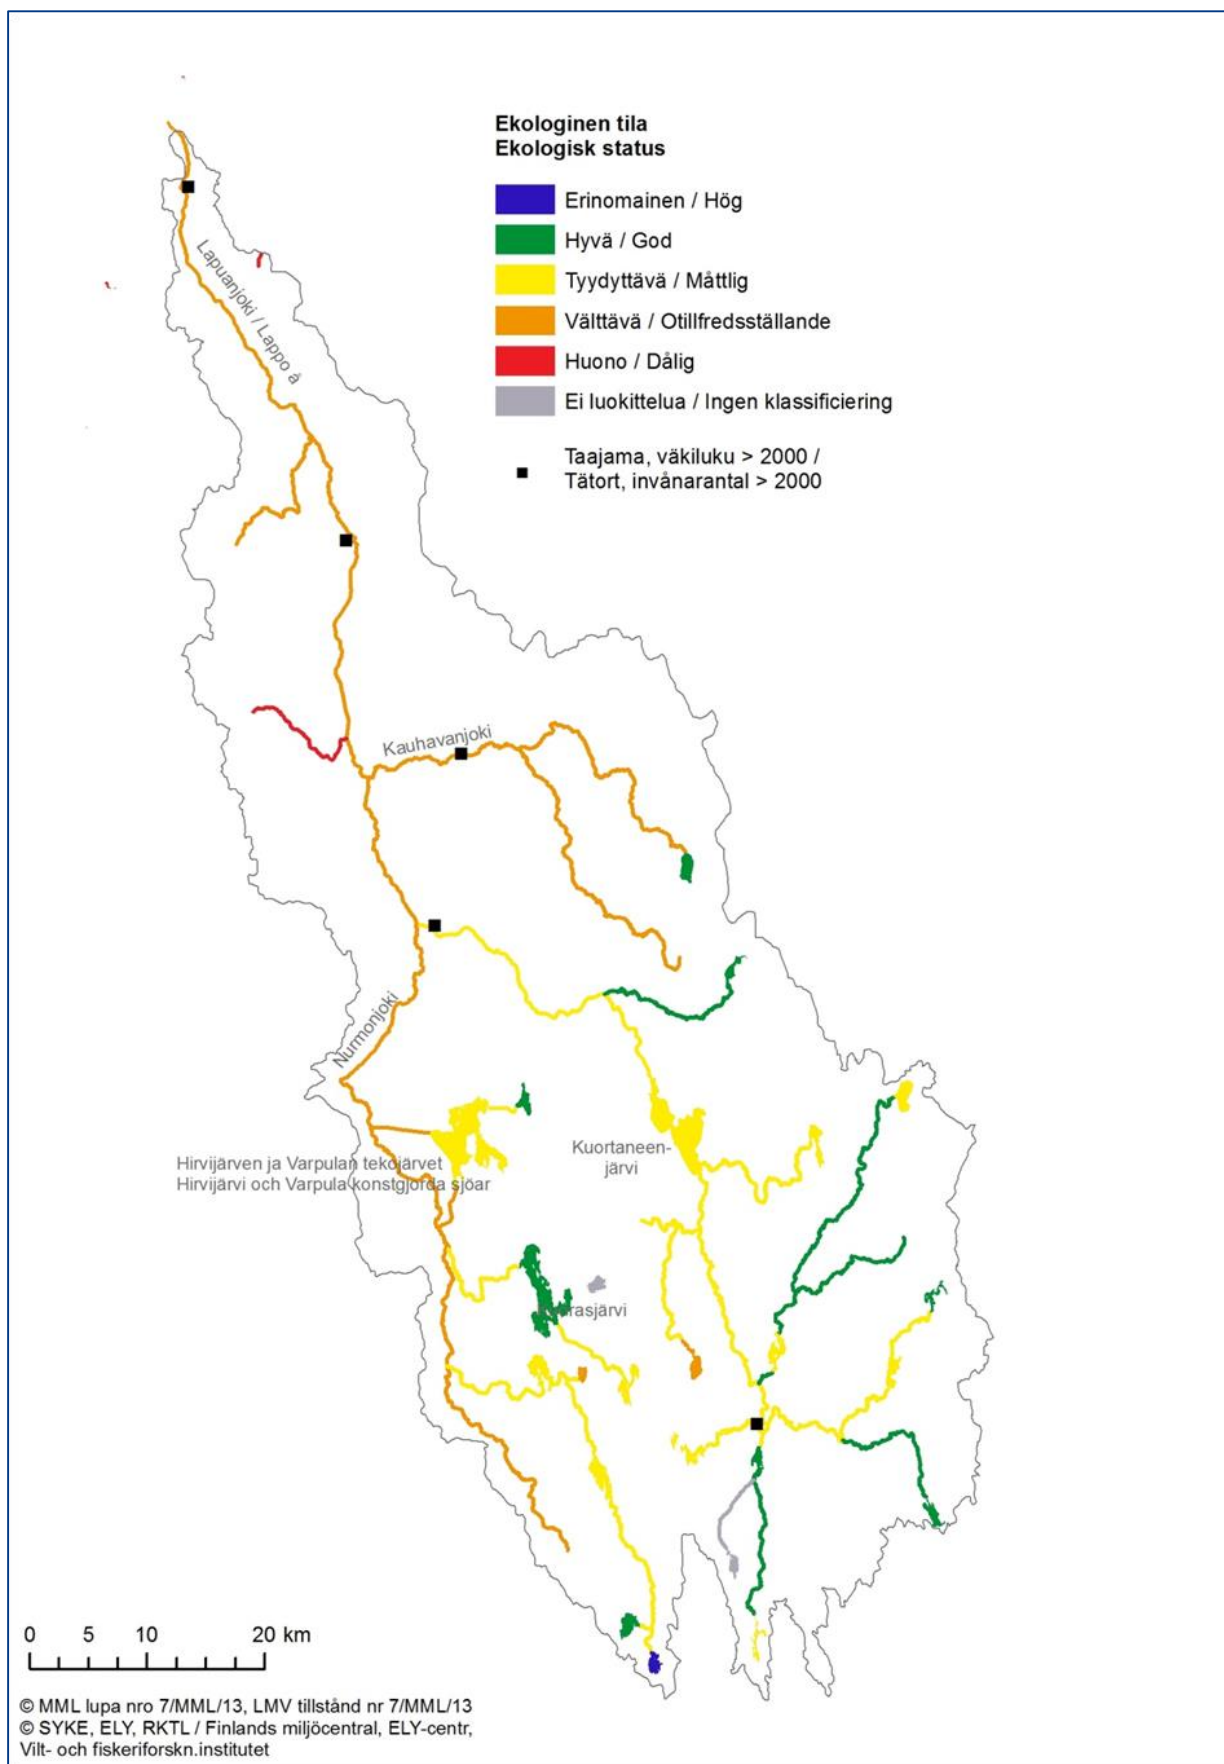 Ekologinen tila
Ekologisk status
Erinomainen / Hög
Hyvä / God
Tyydyttävä / Måttlig
Välttävä / Otillfredsställande
Huono / Dålig
Ei luokittelua / Ingen klassificiering
Taajama, väkiluku > 2000 /
Tätort, invånarantal > 2000
Lapuanjoki / Lappo å
Kauhavanjoki
Nurmonjoki
Kuortaneen-
järvi
Hirvijärven ja Varpulan tekojärvet
Hirvijärvi och Varpula konstgjorda sjöar
0 5 10 20 km
© MML lupa nro 7/MML/13, LMV tillstånd nr 7/MML/13
© SYKE, ELY, RKTL / Finlands miljöcentral, ELY-centr,
Vilt- och fiskeriforskn.institutet